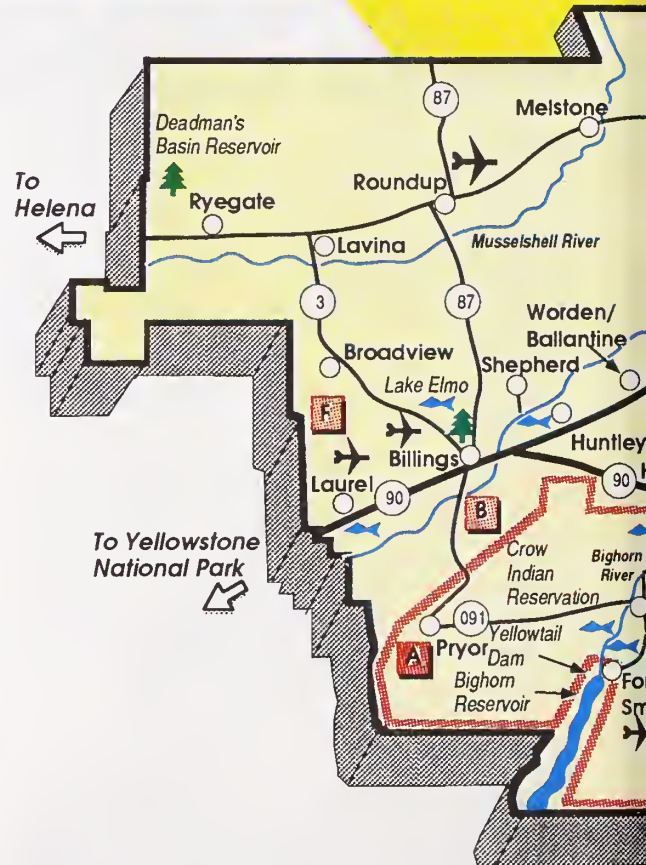 87
Melstone
Deadman's
Basin Reservoir
To
Helena
Ryegate
Roundup
Lavina
Musselshell River
3
87
Worden/
Ballantine
Broadview
Shepherd
Lake Elmo
F
Billings
Huntley
Laurel
90
90
H
B
To Yellowstone
National Park
Crow
Indian
Reservation
Bighorn
River
091
Pryor
Yellowtail
Dam
A
Bighorn
Reservoir
For
Sm